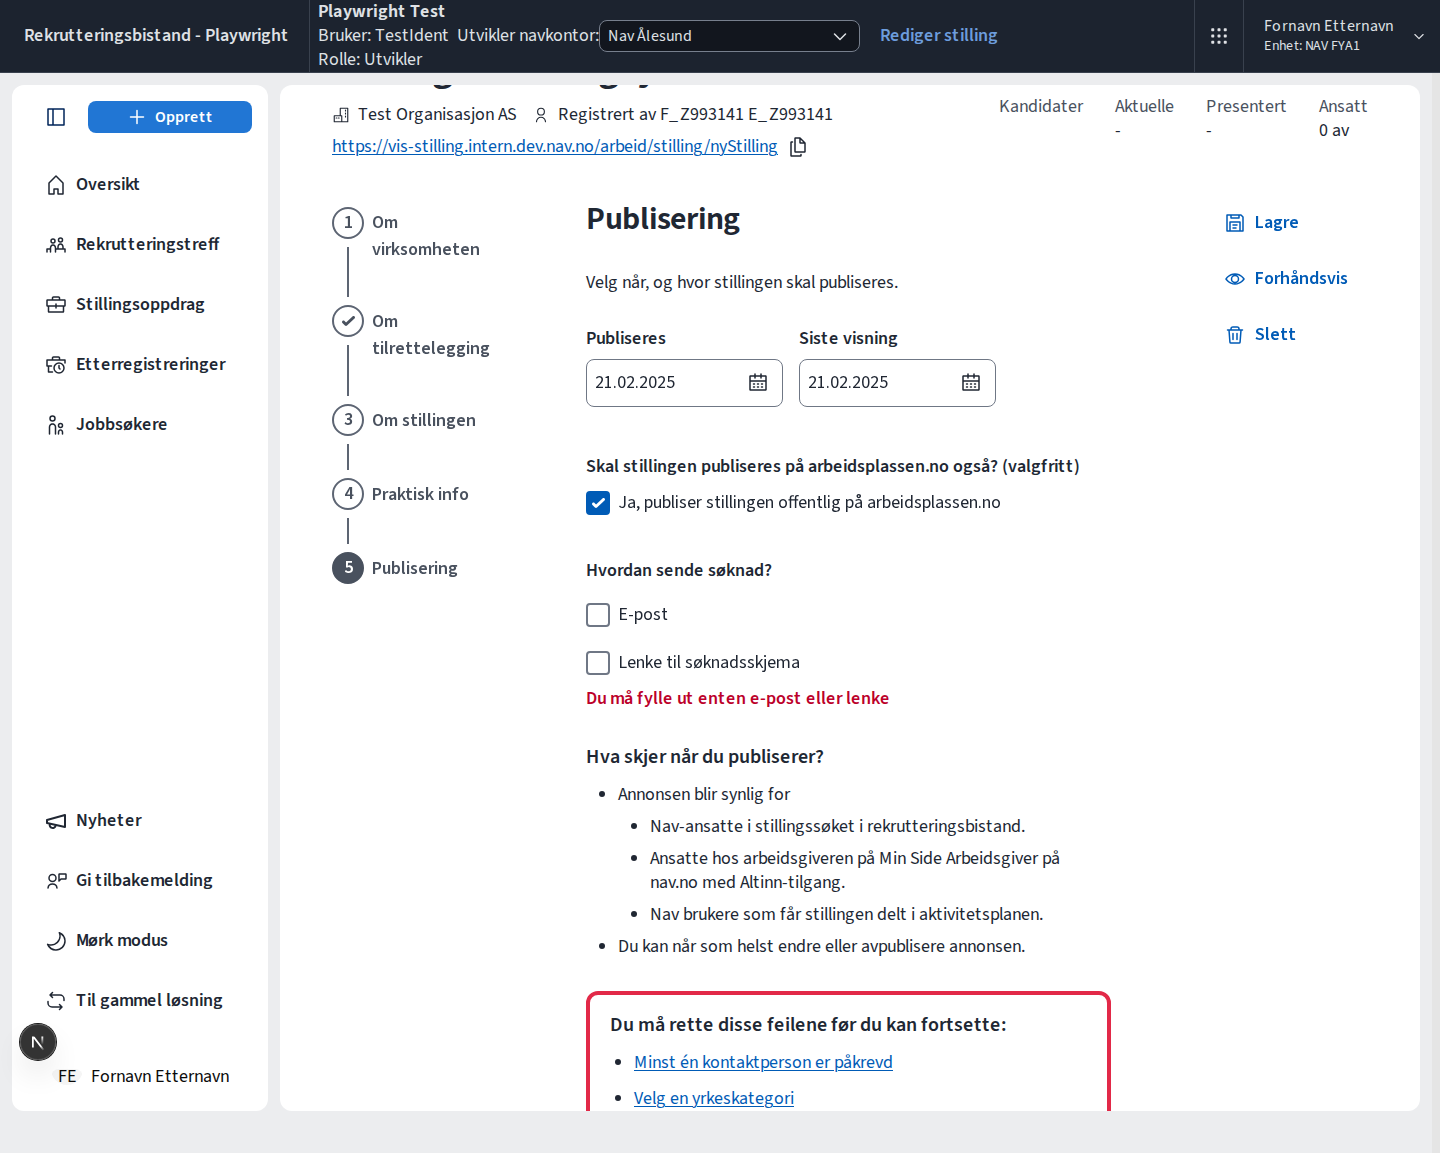 Rekrutteringsbistand - Playwright
Playwright Test
Bruker: TestIdent Utvikler navkontor:
Rolle: Utvikler
Nav Ålesund
Rediger stilling
Fornavn Etternavn
Enhet: NAV FYA1
Opprett
Oversikt
Rekrutteringstreff
Stillingsoppdrag
Etterregistreringer
Jobbsøkere
Nyheter
Gi tilbakemelding
Mørk modus
Til gammel løsning
N
FE Fornavn Etternavn
Test Organisasjon AS Registrert av F_Z993141 E_Z993141
https://vis-stilling.intern.dev.nav.no/arbeid/stilling/nyStilling
Kandidater
Aktuelle
-
Presentert
-
Ansatt
0 av
1 Om
virksomheten
Om
tilrettelegging
3 Om stillingen
4 Praktisk info
5 Publisering
Publisering
Velg når, og hvor stillingen skal publiseres.
Publiseres
21.02.2025
Siste visning
21.02.2025
Skal stillingen publiseres på arbeidsplassen.no også? (valgfritt)
Ja, publiser stillingen offentlig på arbeidsplassen.no
Hvordan sende søknad?
E-post
Lenke til søknadsskjema
Du må fylle ut enten e-post eller lenke
Hva skjer når du publiserer?
Annonsen blir synlig for
Nav-ansatte i stillingssøket i rekrutteringsbistand.
Ansatte hos arbeidsgiveren på Min Side Arbeidsgiver på
nav.no med Altinn-tilgang.
Nav brukere som får stillingen delt i aktivitetsplanen.
Du kan når som helst endre eller avpublisere annonsen.
Du må rette disse feilene før du kan fortsette:
Minst én kontaktperson er påkrevd
Velg en yrkeskategori
Lagre
Forhåndsvis
Slett